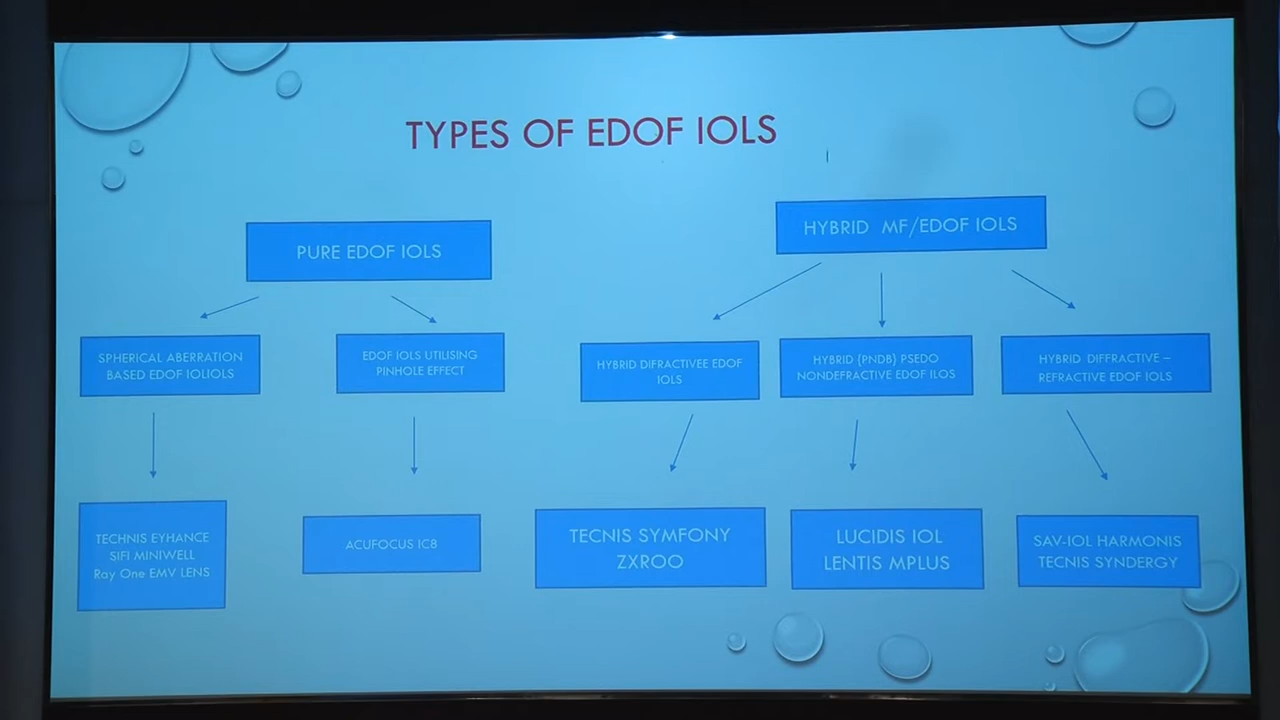 TYPES OF EDOF IOLS
PURE EDOF IOLS
HYBRID MF/EDOF IOLS
SPHERICAL ABERRATION
BASED EDOF IOLIOLS
EDOF IOLS UTILISING
PINHOLE EFFECT
HYBRID DIFRACTIVEE EDOF
IOLS
HYBRID (PNDB) PSEDO
NONDEFRACTIVE EDOF ILOS
HYBRID DIFFRACTIVE –
REFRACTIVE EDOF IOLS
TECHNIS EYHANCE
SIFI MINIWELL
Ray One EMV LENS
ACUFOCUS IC8
TECNIS SYMFONY
ZXROO
LUCIDIS IOL
LENTIS MPLUS
SAV-IOL HARMONIS
TECNIS SYNDERGY